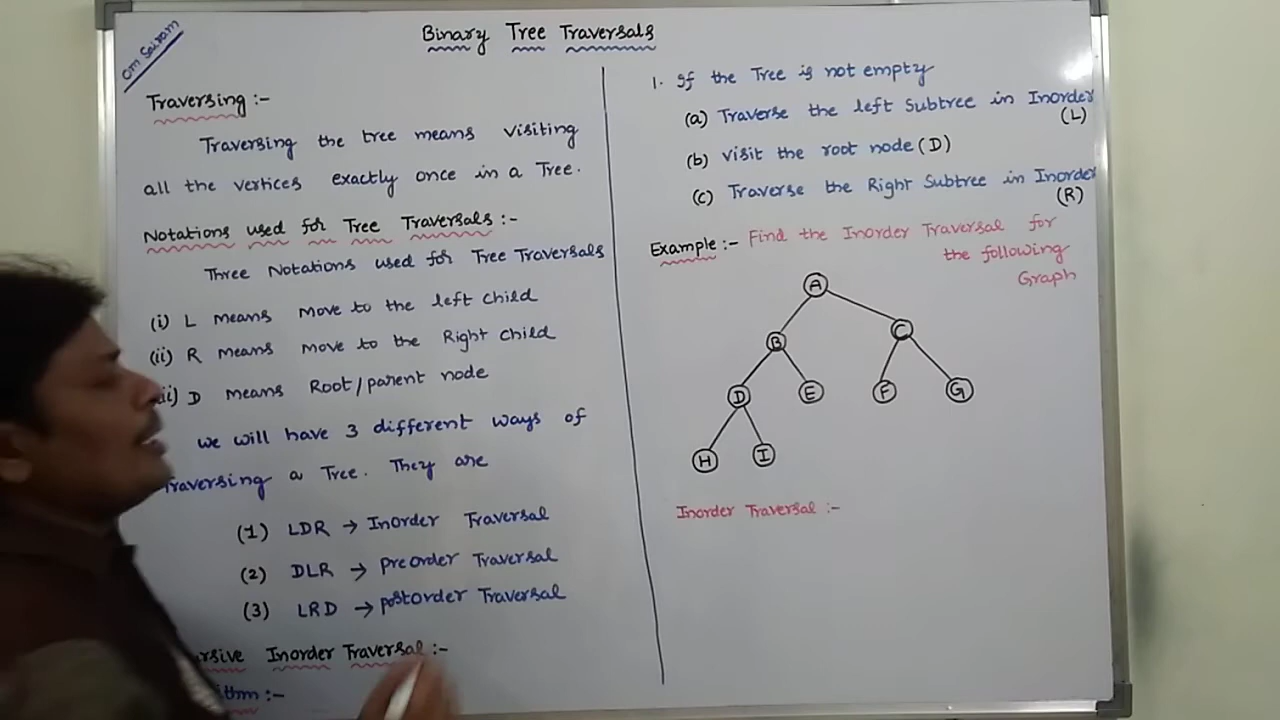 Om Sairam
Binary Tree Traversals
Traversing :-
Traversing the tree means visiting
all the vertices exactly once in a Tree.
Notations used for Tree Traversals :-
Three Notations used for Tree Traversals
(i) L means move to the left child
(ii) R means move to the Right child
ii) D means Root/parent node
we will have 3 different ways of
Traversing a Tree. They are
(1) LDR → Inorder Traversal
(2) DLR → preorder Traversal
(3) LRD → postorder Traversal
rsive Inorder Traversal :-
ithm :-
1. If the Tree is not empty
(a) Traverse the left Subtree in Inorder
(L)
(b) visit the root node (D)
(c) Traverse the Right Subtree in Inorder
(R)
Example :- Find the Inorder Traversal for
the following
Graph
A
B C
D E F G
H I
Inorder Traversal :-